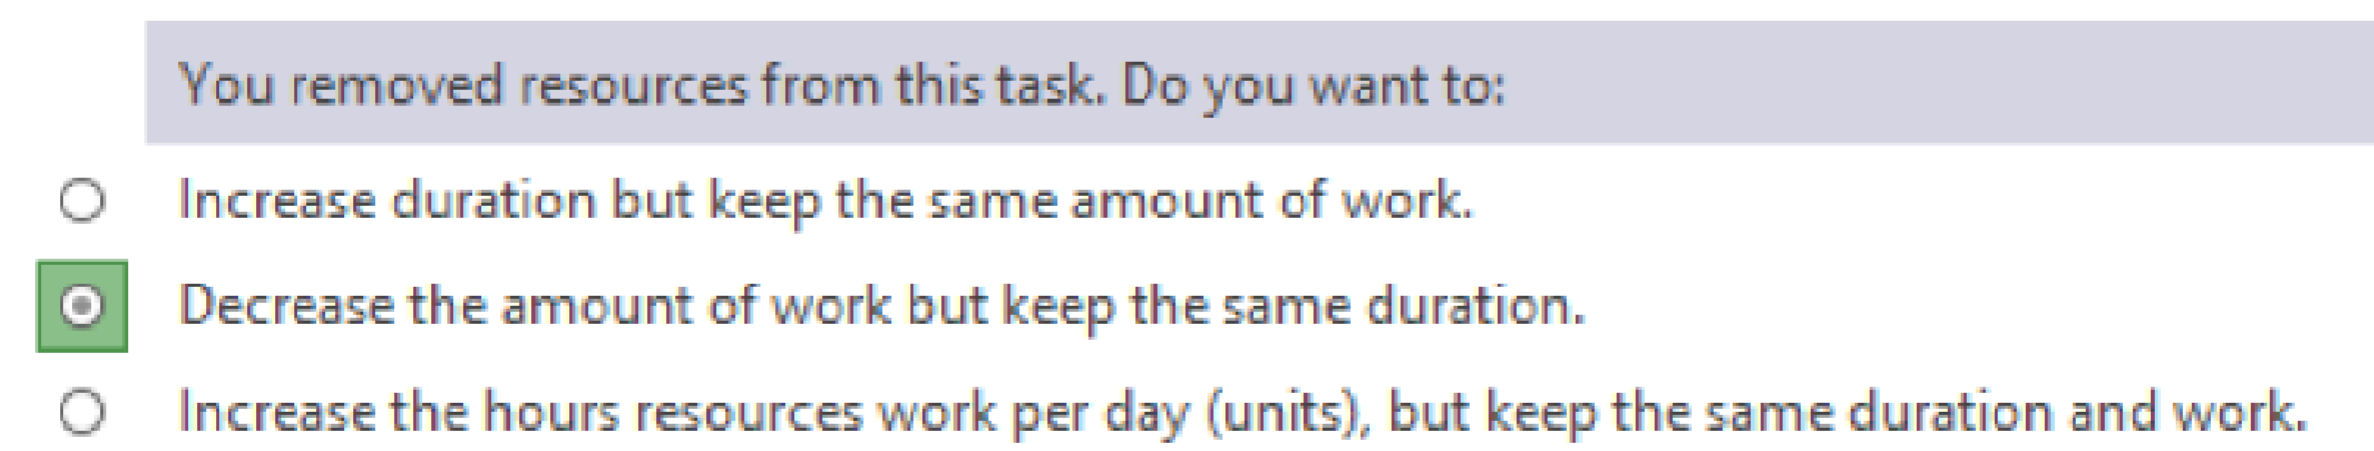 You removed resources from this task. Do you want to:
Increase duration but keep the same amount of work.
Decrease the amount of work but keep the same duration.
Increase the hours resources work per day (units), but keep the same duration and work.